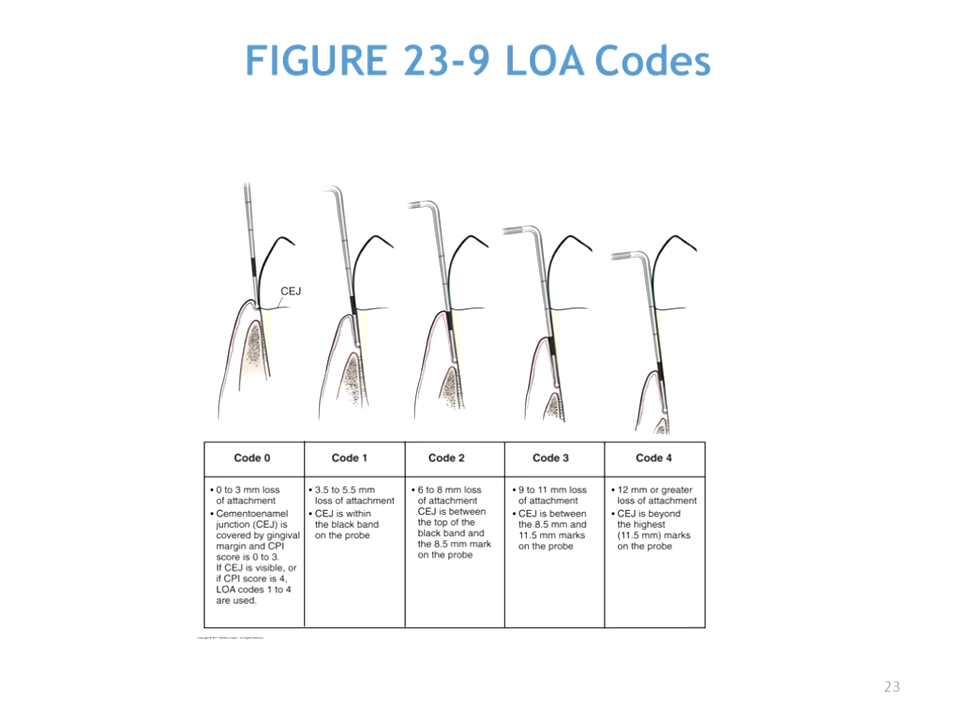 FIGURE 23-9 LOA Codes
CEJ
Code 0
• 0 to 3 mm loss
of attachment
• Cementoenamel
junction (CEJ) is
covered by gingival
margin and CPI
score is 0 to 3.
If CEJ is visible, or
if CPI score is 4,
LOA codes 1 to 4
are used.
Code 1
• 3.5 to 5.5 mm
loss of attachment
• CEJ is within
the black band
on the probe
Code 2
• 6 to 8 mm loss
of attachment
CEJ is between
the top of the
black band and
the 8.5 mm mark
on the probe
Code 3
• 9 to 11 mm loss
of attachment
• CEJ is between
the 8.5 mm and
11.5 mm marks
on the probe
Code 4
• 12 mm or greater
loss of attachment
• CEJ is beyond
the highest
(11.5 mm) marks
on the probe
23